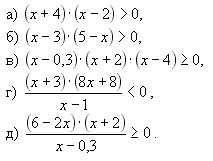 а) (x + 4) · (x − 2) > 0,
б) (x − 3) · (5 − x) > 0,
в) (x − 0,3) · (x + 2) · (x − 4) ≥ 0,
г) (x + 3) · (8x + 8) / (x − 1) < 0 ,
д) (6 − 2x) · (x + 2) / (x − 0,3) ≥ 0 .